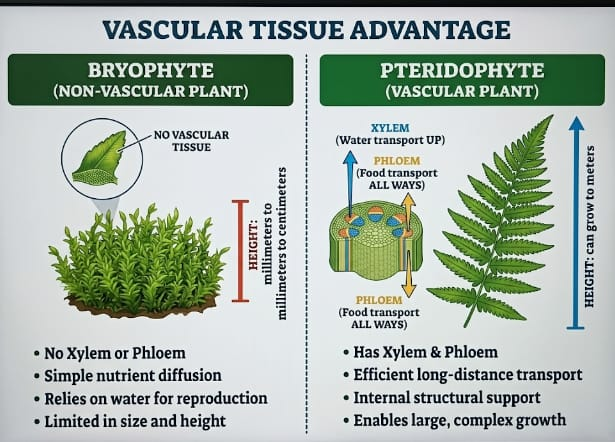 VASCULAR TISSUE ADVANTAGE
BRYOPHYTE
(NON-VASCULAR PLANT)
NO VASCULAR
TISSUE
HEIGHT:
millimeters to
millimeters to centimeters
• No Xylem or Phloem
• Simple nutrient diffusion
• Relies on water for reproduction
• Limited in size and height
PTERIDOPHYTE
(VASCULAR PLANT)
XYLEM
(Water transport UP)
PHLOEM
(Food transport
ALL WAYS)
PHLOEM
(Food transport
ALL WAYS)
HEIGHT: can grow to meters
• Has Xylem & Phloem
• Efficient long-distance transport
• Internal structural support
• Enables large, complex growth